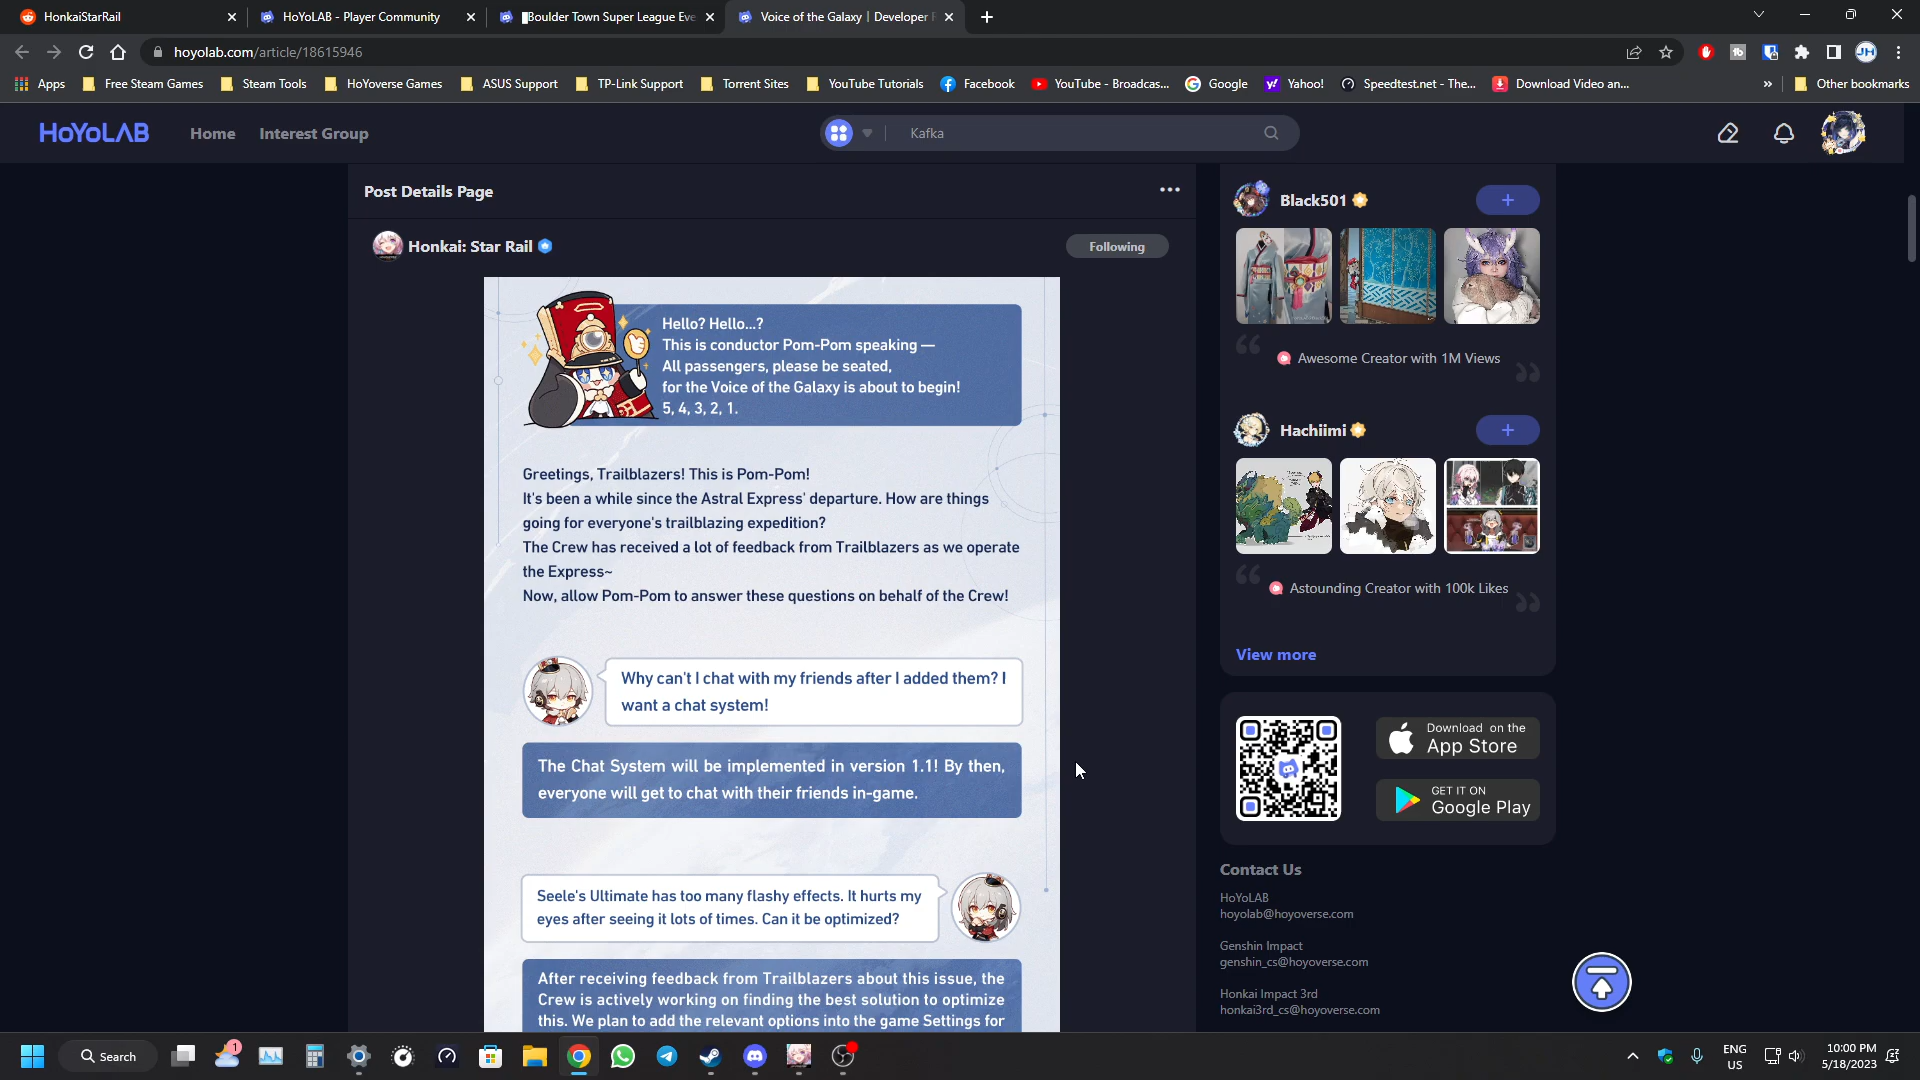 HonkaiStarRail
HoYoLAB - Player Community
Boulder Town Super League Eve
Voice of the Galaxy | Developer
hoyolab.com/article/18615946
JH
Apps
Free Steam Games
Steam Tools
HoYoverse Games
ASUS Support
TP-Link Support
Torrent Sites
YouTube Tutorials
Facebook
YouTube - Broadcas...
Google
Yahoo!
Speedtest.net - The...
Download Video an...
»
Other bookmarks
HoYoLAB
Home
Interest Group
Kafka
Post Details Page
Honkai: Star Rail
Following
Hello? Hello...?
This is conductor Pom-Pom speaking —
All passengers, please be seated,
for the Voice of the Galaxy is about to begin!
5, 4, 3, 2, 1.
Greetings, Trailblazers! This is Pom-Pom!
It's been a while since the Astral Express' departure. How are things
going for everyone's trailblazing expedition?
The Crew has received a lot of feedback from Trailblazers as we operate
the Express~
Now, allow Pom-Pom to answer these questions on behalf of the Crew!
Why can't I chat with my friends after I added them? I
want a chat system!
The Chat System will be implemented in version 1.1! By then,
everyone will get to chat with their friends in-game.
Seele's Ultimate has too many flashy effects. It hurts my
eyes after seeing it lots of times. Can it be optimized?
After receiving feedback from Trailblazers about this issue, the
Crew is actively working on finding the best solution to optimize
this. We plan to add the relevant options into the game Settings for
Black501
Awesome Creator with 1M Views
Hachiimi
Astounding Creator with 100k Likes
View more
Download on the
App Store
GET IT ON
Google Play
Contact Us
HoYoLAB
hoyolab@hoyoverse.com
Genshin Impact
genshin_cs@hoyoverse.com
Honkai Impact 3rd
honkai3rd_cs@hoyoverse.com
Search
1
ENG
US
10:00 PM
5/18/2023